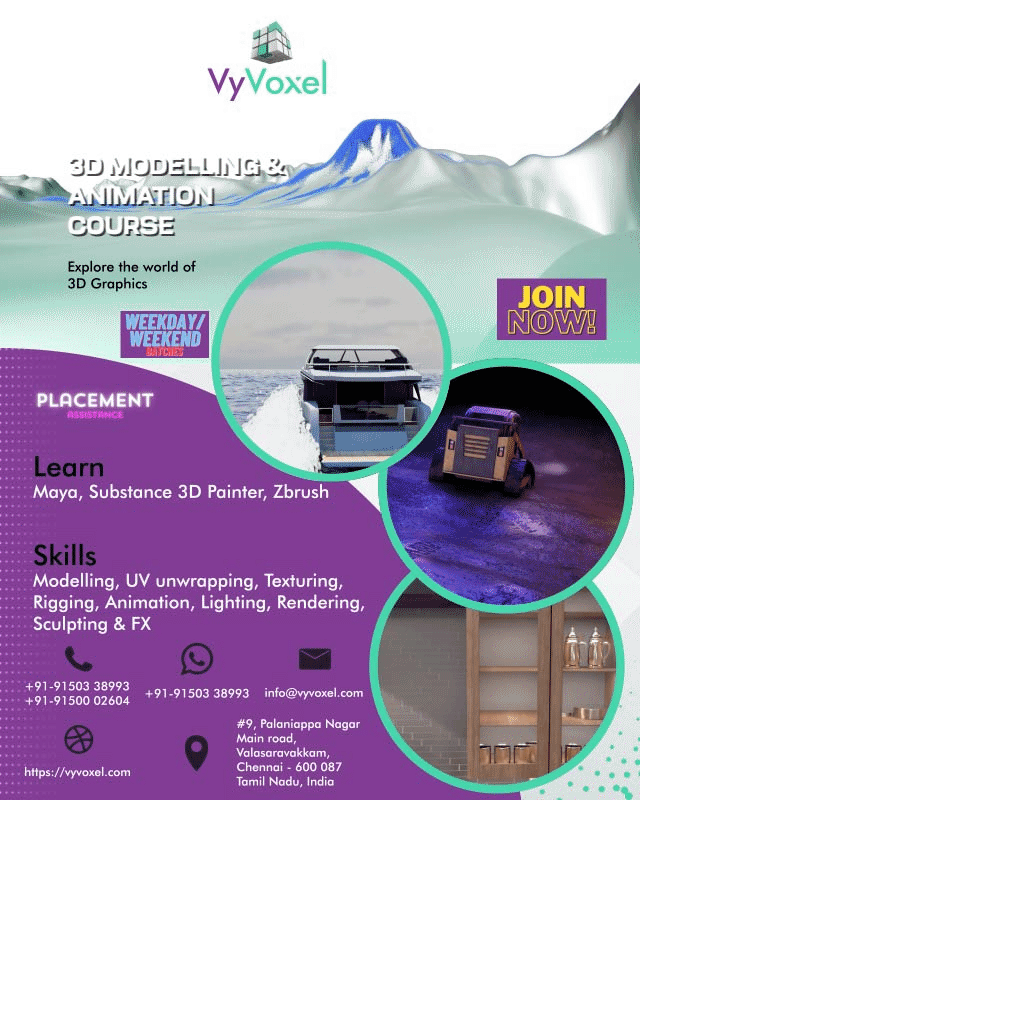 VyVoxel
3D MODELLING &
ANIMATION
COURSE
Explore the world of
3D Graphics
WEEKDAY/
WEEKEND
BATCHES
JOIN
NOW!
PLACEMENT
ASSISTANCE
Learn
Maya, Substance 3D Painter, Zbrush
Skills
Modelling, UV unwrapping, Texturing,
Rigging, Animation, Lighting, Rendering,
Sculpting & FX
+91-91503 38993
+91-91500 02604
+91-91503 38993
info@vyvoxel.com
https://vyvoxel.com
#9, Palaniappa Nagar
Main road,
Valasaravakkam,
Chennai - 600 087
Tamil Nadu, India